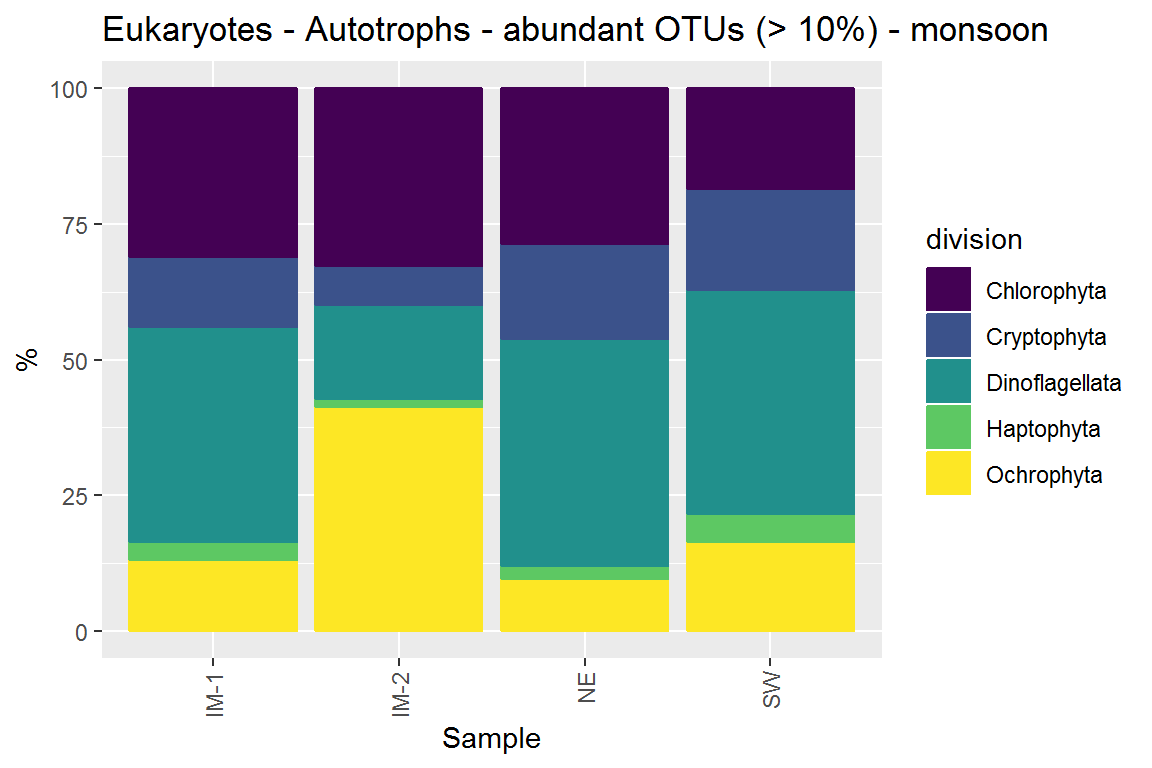 Eukaryotes - Autotrophs - abundant OTUs (> 10%) - monsoon
100
75
50
25
0
%
IM-1
IM-2
NE
SW
Sample
division
Chlorophyta
Cryptophyta
Dinoflagellata
Haptophyta
Ochrophyta